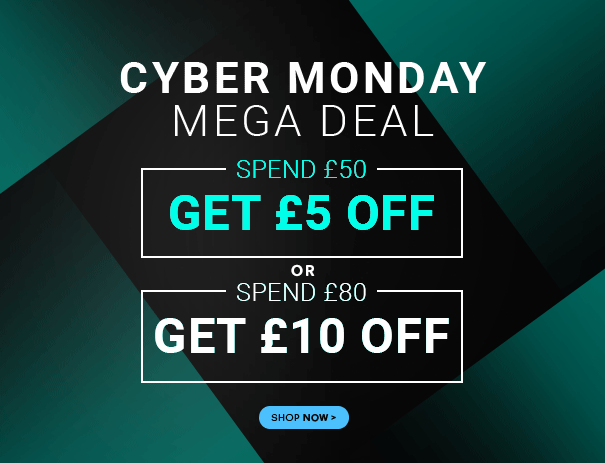 CYBER MONDAY
MEGA DEAL
SPEND £50
GET £5 OFF
OR
SPEND £80
GET £10 OFF
SHOP NOW >